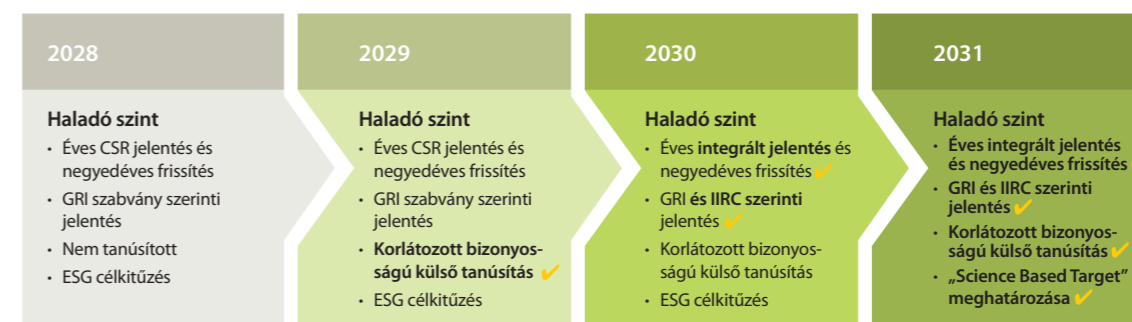 2028
Haladó szint
• Éves CSR jelentés és
negyedéves frissítés
• GRI szabvány szerinti
jelentés
• Nem tanúsított
• ESG célkitűzés
2029
Haladó szint
• Éves CSR jelentés és
negyedéves frissítés
• GRI szabvány szerinti
jelentés
• Korlátozott bizonyos-
ságú külső tanúsítás ✔
• ESG célkitűzés
2030
Haladó szint
• Éves integrált jelentés és
negyedéves frissítés ✔
• GRI és IIRC szerinti
jelentés ✔
• Korlátozott bizonyos-
ságú külső tanúsítás
• ESG célkitűzés
2031
Haladó szint
• Éves integrált jelentés
és negyedéves frissítés
• GRI és IIRC szerinti
jelentés ✔
• Korlátozott bizonyos-
ságú külső tanúsítás ✔
• „Science Based Target”
meghatározása ✔